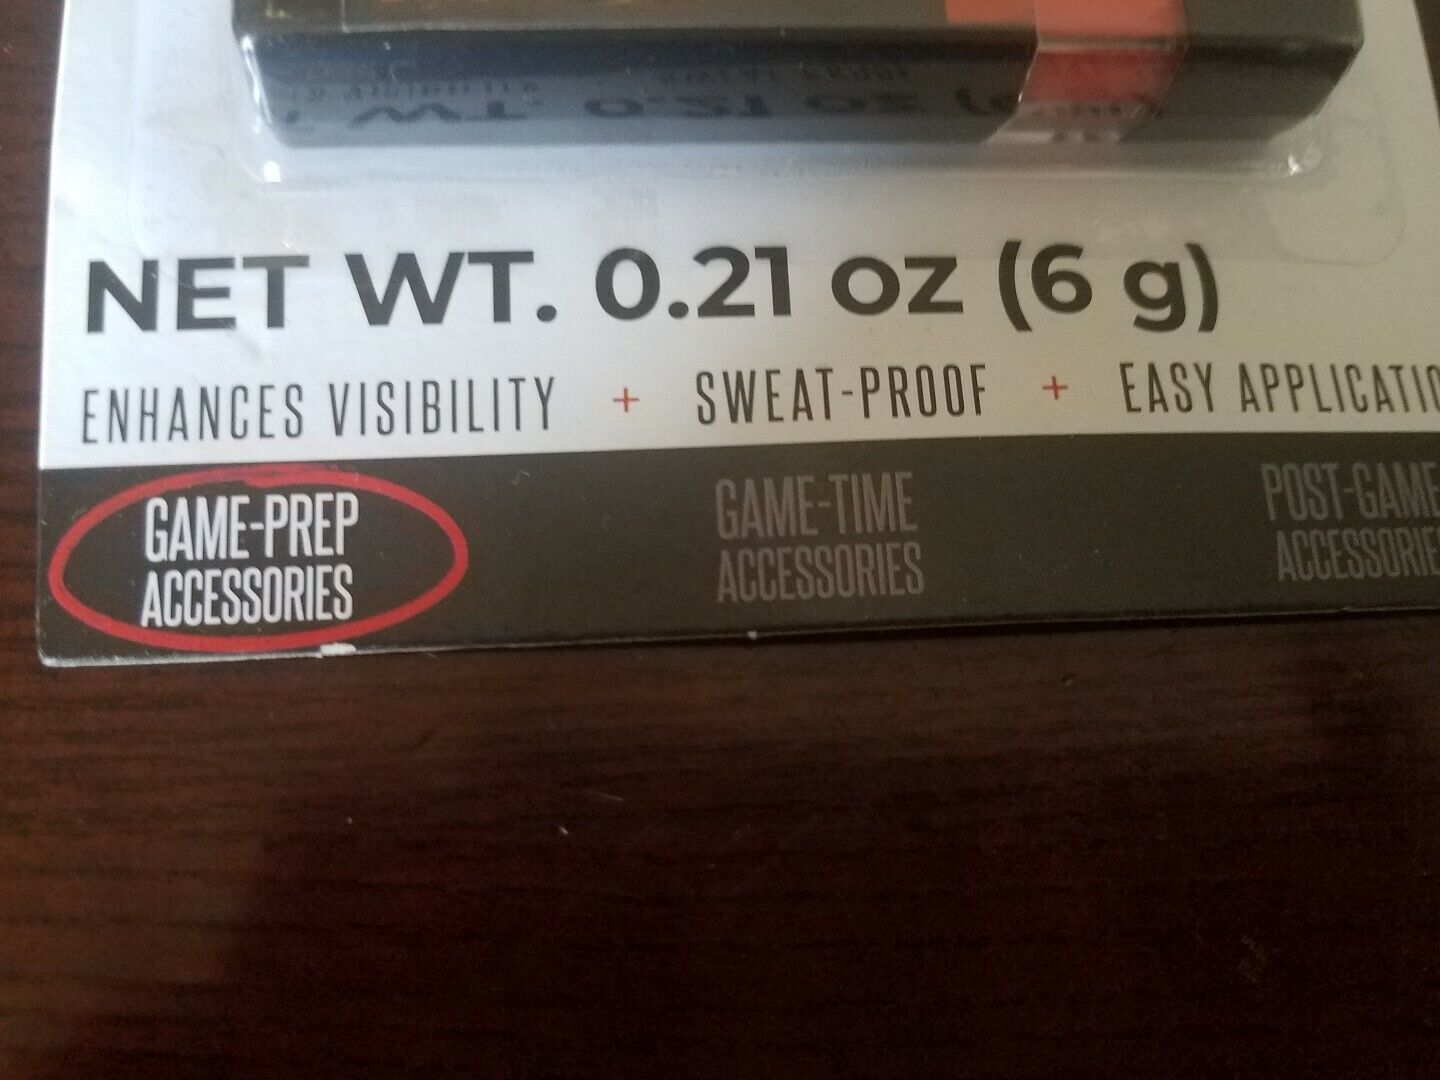 NET WT. 0.21 oz (6 g)
ENHANCES VISIBILITY + SWEAT-PROOF + EASY APPLICATIO
GAME-PREP
ACCESSORIES
GAME-TIME
ACCESSORIES
POST-GAME
ACCESSORIE